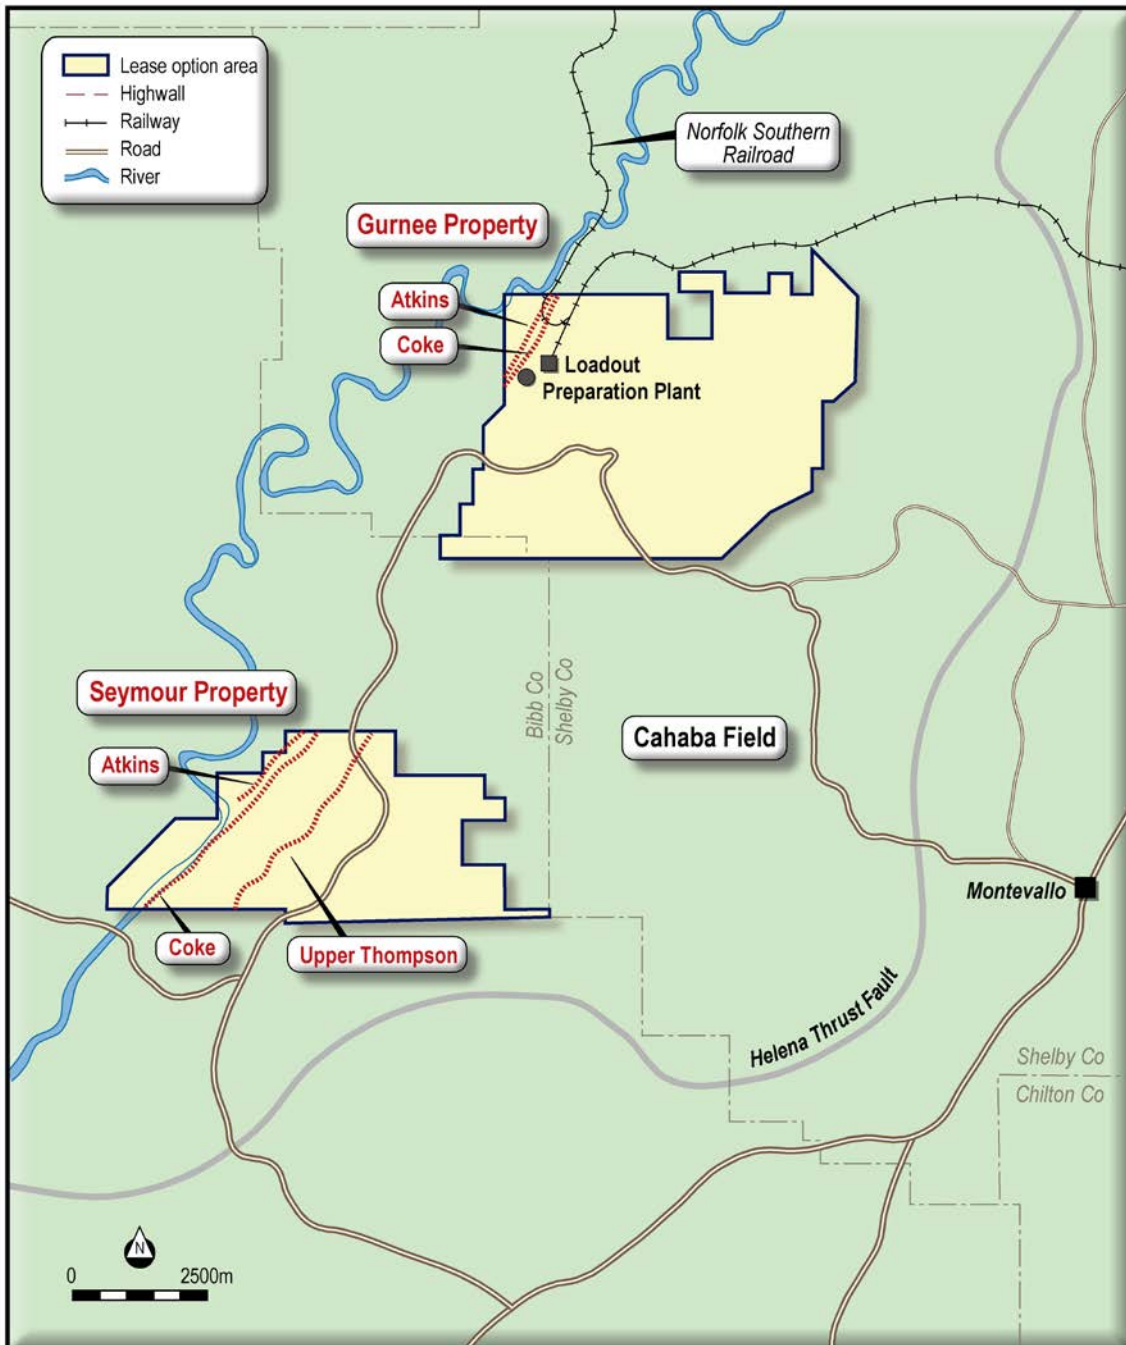 Lease option area
Highwall
Railway
Road
River
Norfolk Southern
Railroad
Gurnee Property
Atkins
Coke
Loadout
Preparation Plant
Bibb Co
Shelby Co
Seymour Property
Cahaba Field
Atkins
Montevallo
Coke
Upper Thompson
Helena Thrust Fault
Shelby Co
Chilton Co
N
0 2500m